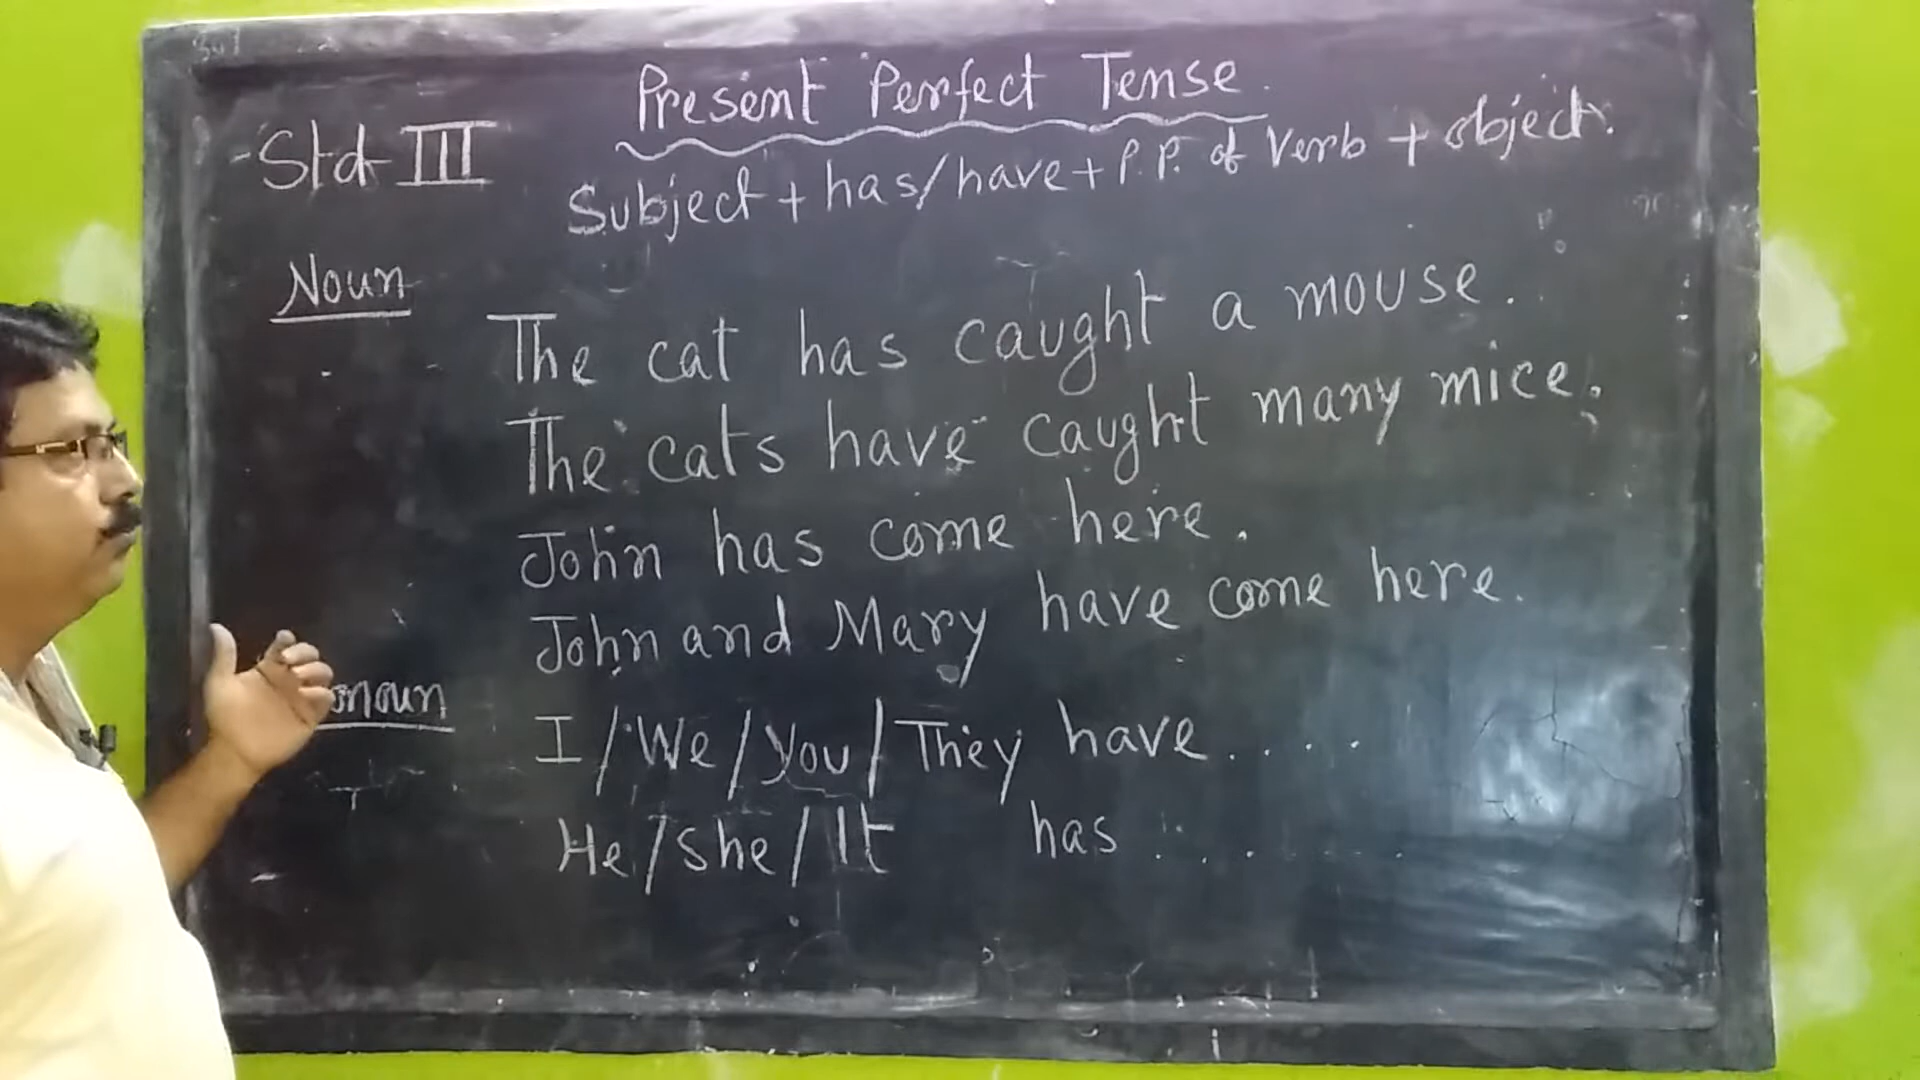 Present Perfect Tense.
Std III
Subject + has/have + P.P. of Verb + object.
Noun
The cat has caught a mouse.
The cats have caught many mice.
John has come here.
John and Mary have come here.
onoun
I/We/You/They have....
He/She/It has.....